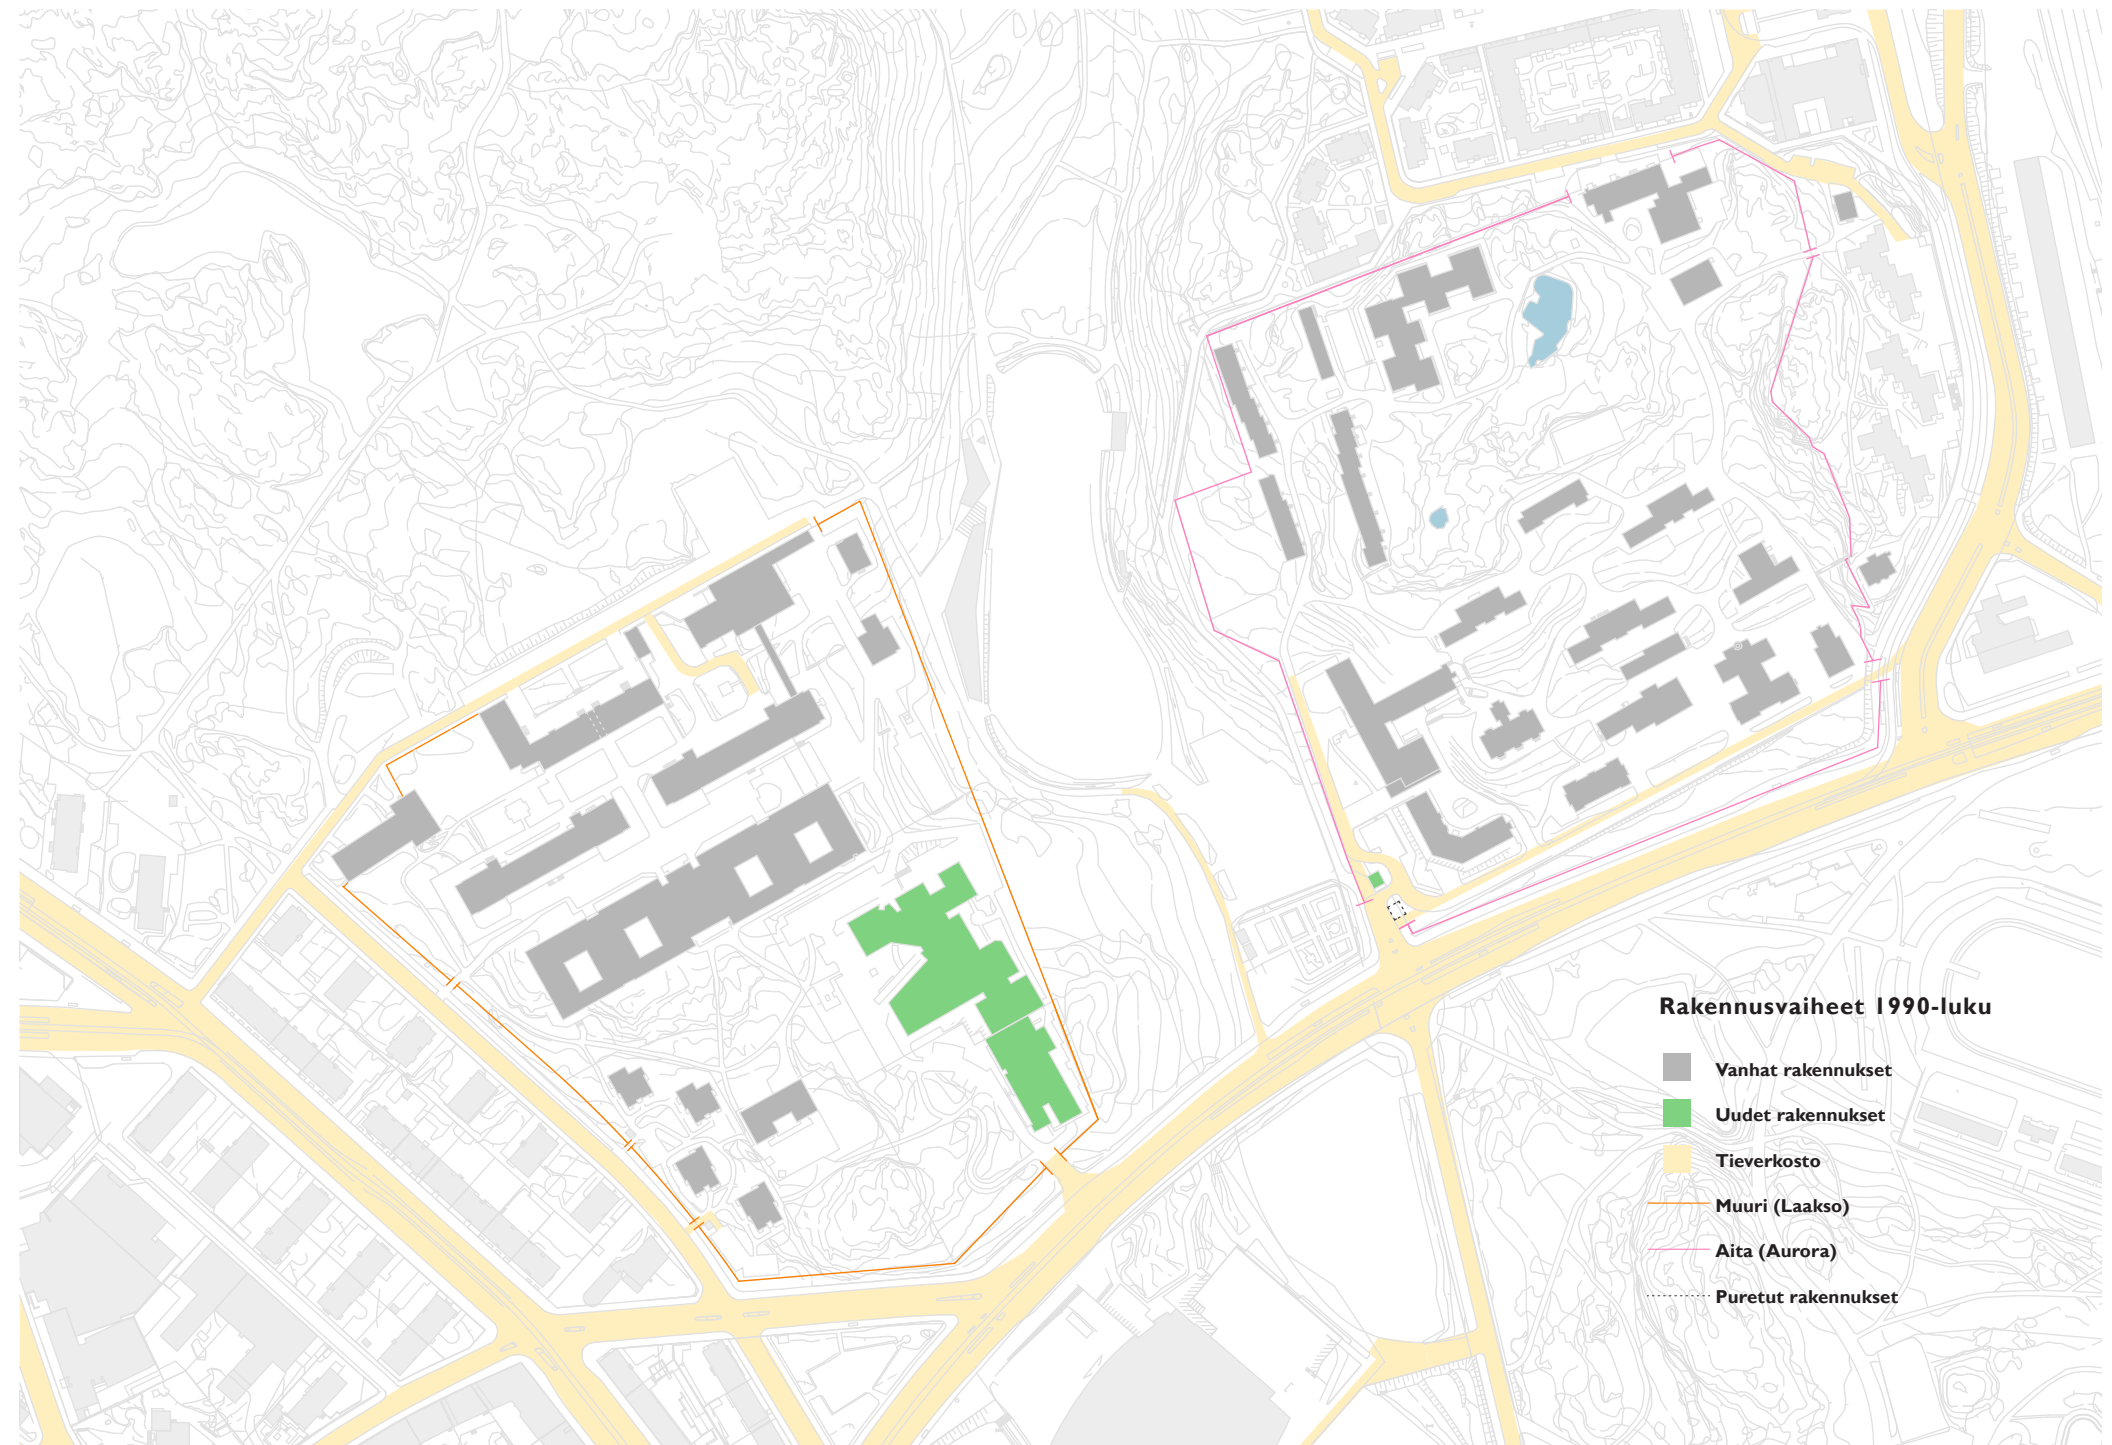 Rakennusvaiheet 1990-luku
Vanhat rakennukset
Uudet rakennukset
Tieverkosto
Muuri (Laakso)
Aita (Aurora)
Puretut rakennukset